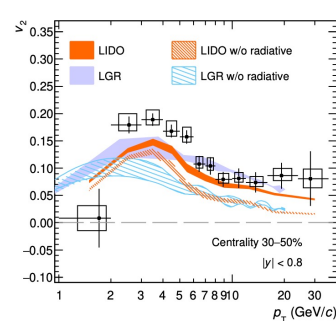 v2
0.35
0.30
0.25
0.20
0.15
0.10
0.05
0.00
−0.05
−0.10
LIDO
LIDO w/o radiative
LGR
LGR w/o radiative
Centrality 30–50%
|y| < 0.8
1 2 3 4 5 6 7 8 910 20 30
pT (GeV/c)